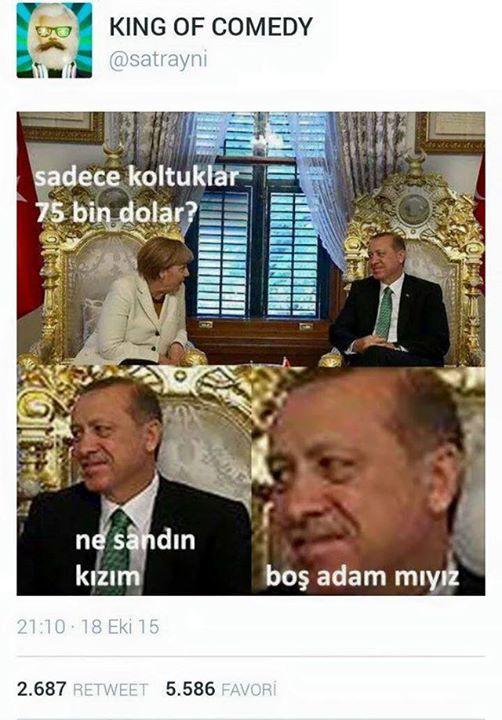 KING OF COMEDY
@satrayni
sadece koltuklar
75 bin dolar?
ne sandın
kızım
boş adam mıyız
21:10 · 18 Eki 15
2.687 RETWEET 5.586 FAVORİ